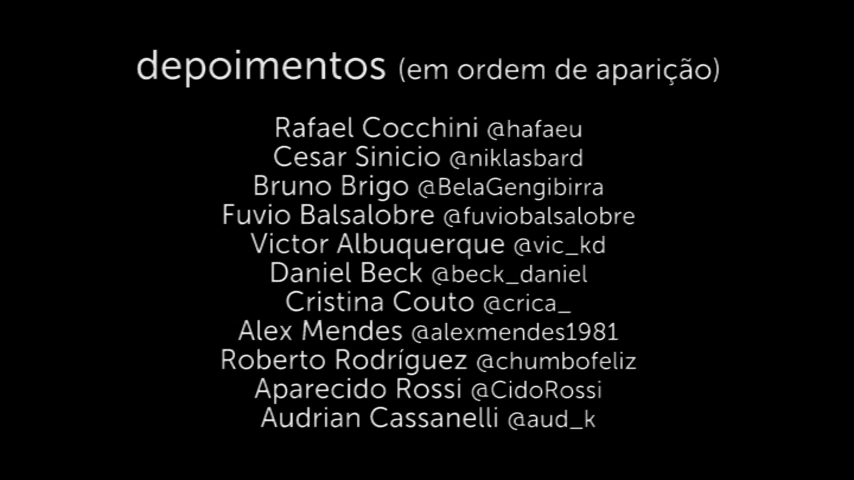 depoimentos (em ordem de aparição)
Rafael Cocchini @hafaeu
Cesar Sinicio @niklasbard
Bruno Brigo @BelaGengibirra
Fuvio Balsalobre @fuviobalsalobre
Victor Albuquerque @vic_kd
Daniel Beck @beck_daniel
Cristina Couto @crica_
Alex Mendes @alexmendes1981
Roberto Rodríguez @chumbofeliz
Aparecido Rossi @CidoRossi
Audrian Cassanelli @aud_k